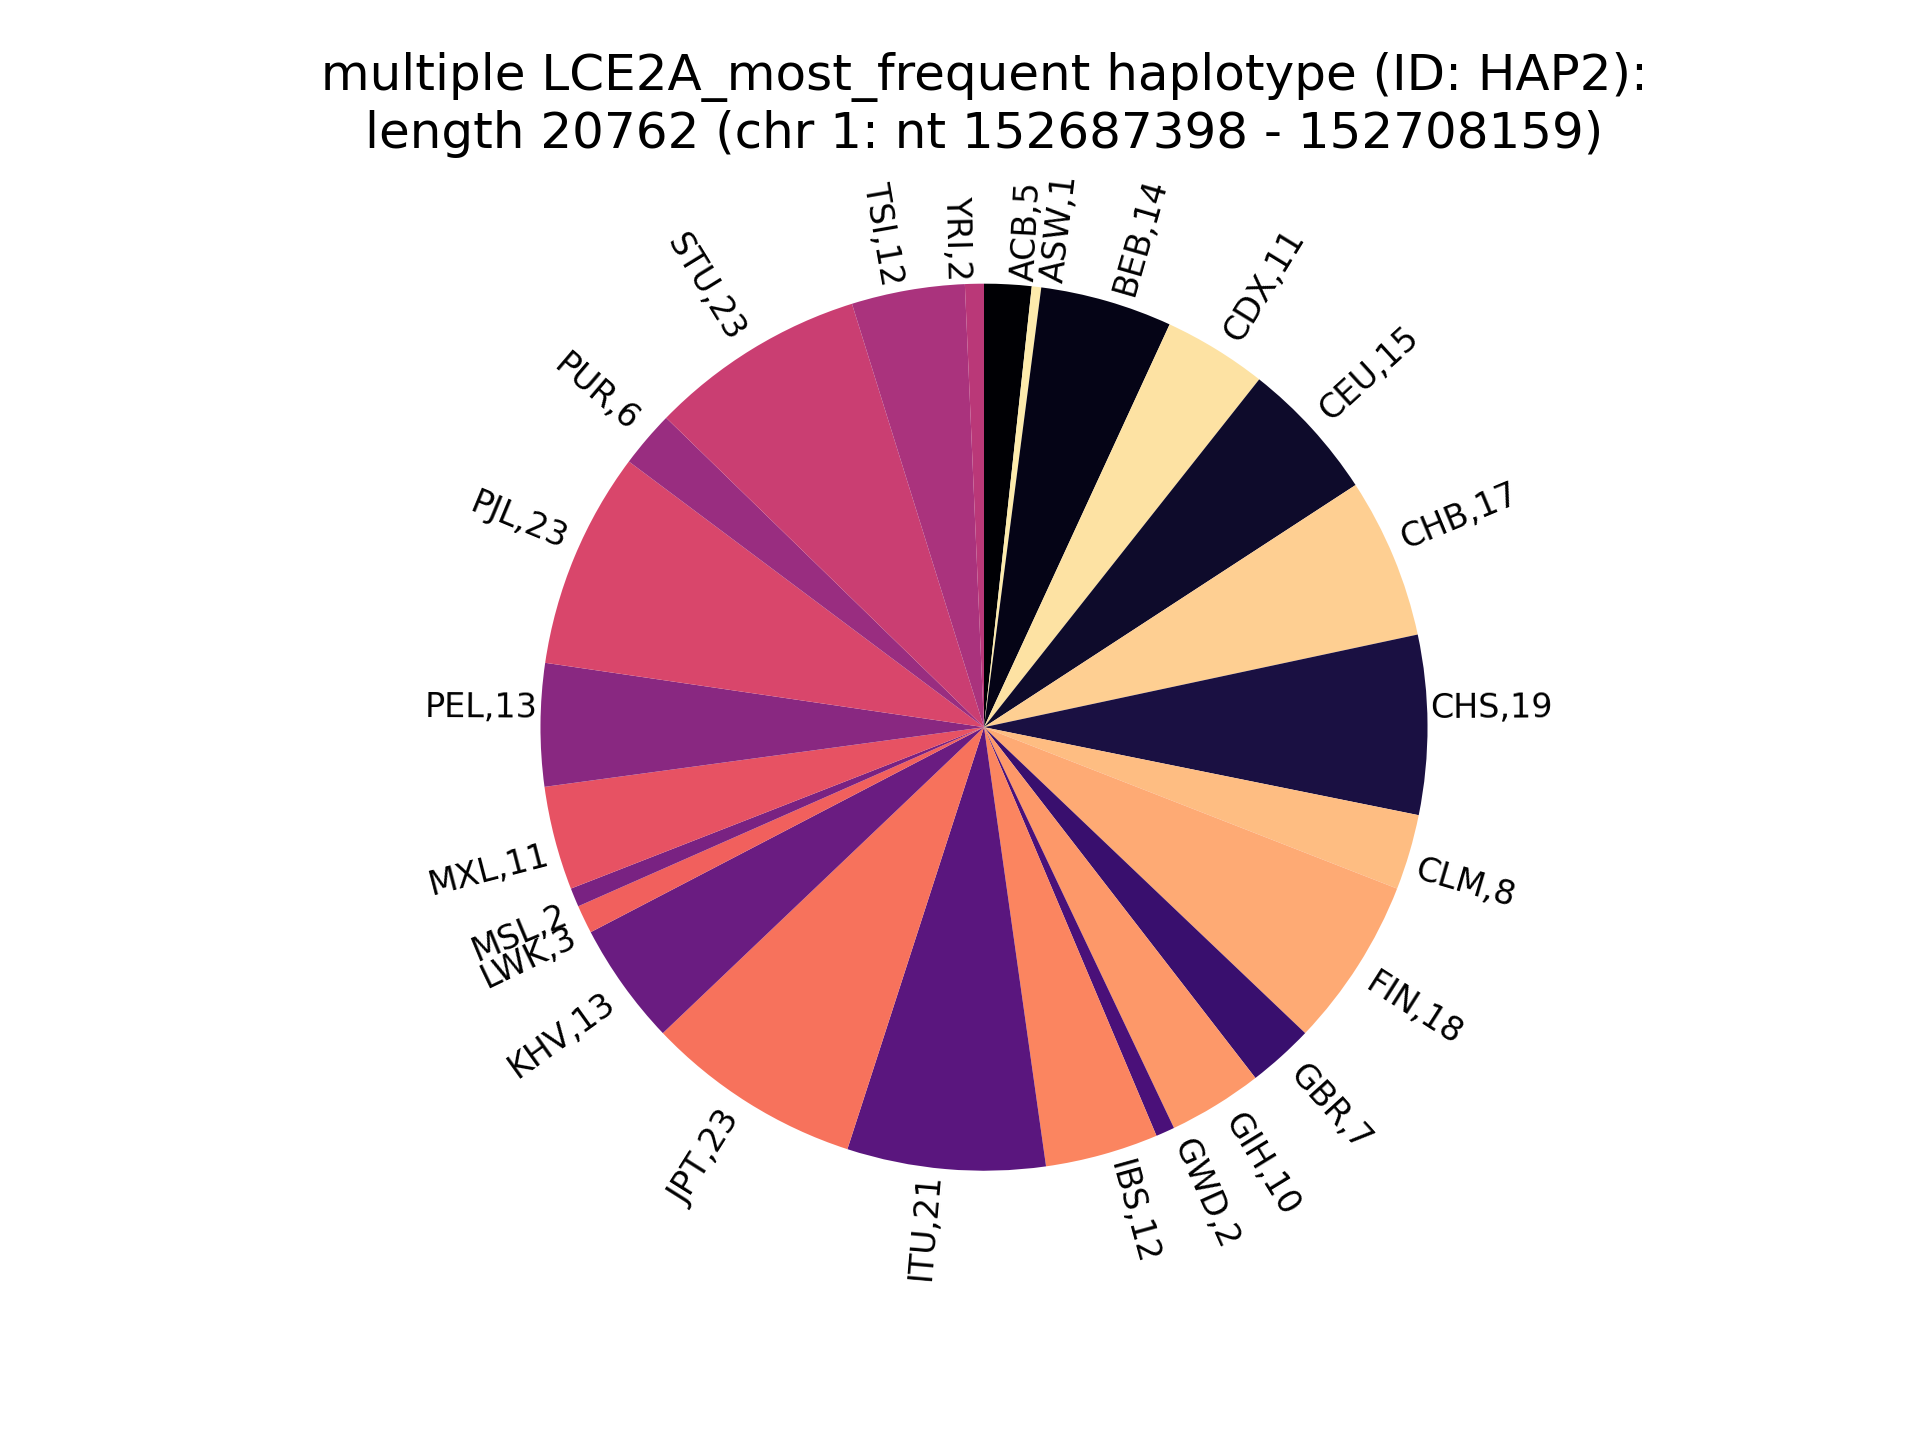 multiple LCE2A_most_frequent haplotype (ID: HAP2):
length 20762 (chr 1: nt 152687398 - 152708159)
ACB,5
ASW,1
BEB,14
CDX,11
CEU,15
CHB,17
CHS,19
CLM,8
FIN,18
GBR,7
GIH,10
GWD,2
IBS,12
ITU,21
JPT,23
KHV,13
LWK,3
MSL,2
MXL,11
PEL,13
PJL,23
PUR,6
STU,23
TSI,12
YRI,2